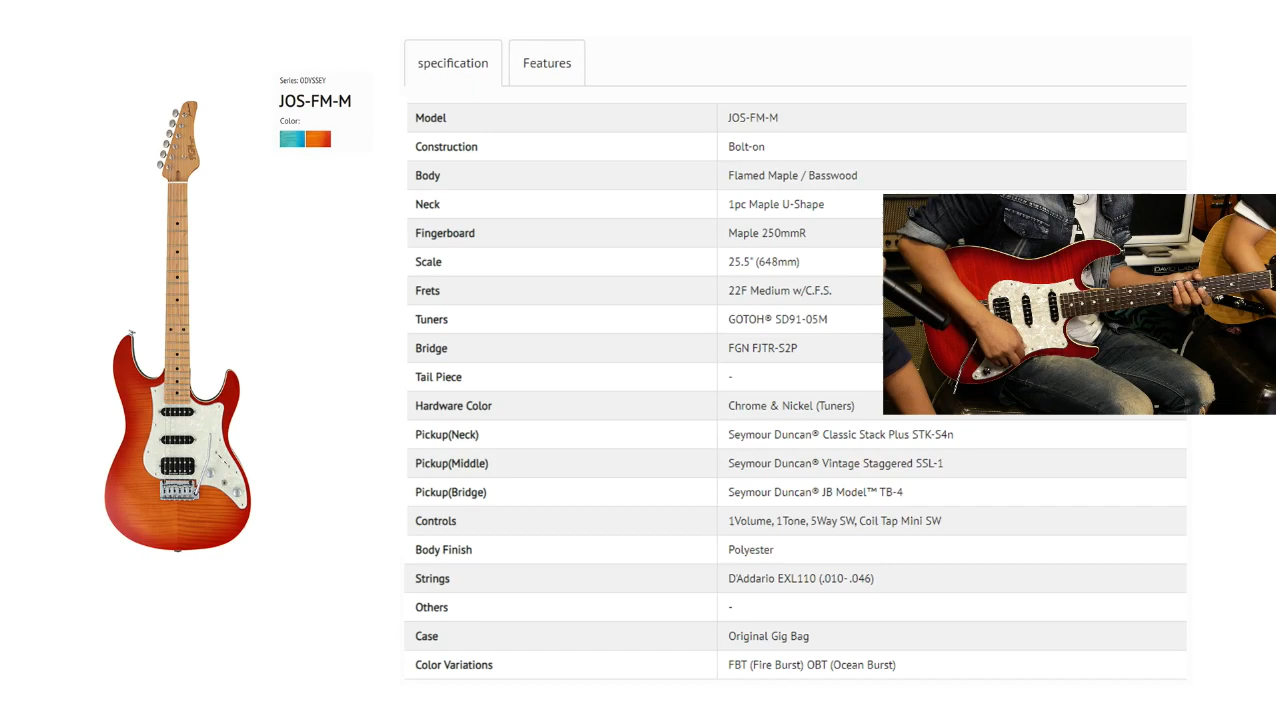 Series: ODYSSEY
JOS-FM-M
Color:
specification
Features
Model JOS-FM-M
Construction Bolt-on
Body Flamed Maple / Basswood
Neck 1pc Maple U-Shape
Fingerboard Maple 250mmR
Scale 25.5" (648mm)
Frets 22F Medium w/C.F.S.
Tuners GOTOH® SD91-05M
Bridge FGN FJTR-S2P
Tail Piece -
Hardware Color Chrome & Nickel (Tuners)
Pickup(Neck) Seymour Duncan® Classic Stack Plus STK-S4n
Pickup(Middle) Seymour Duncan® Vintage Staggered SSL-1
Pickup(Bridge) Seymour Duncan® JB Model™ TB-4
Controls 1Volume, 1Tone, 5Way SW, Coil Tap Mini SW
Body Finish Polyester
Strings D'Addario EXL110 (.010-.046)
Others -
Case Original Gig Bag
Color Variations FBT (Fire Burst) OBT (Ocean Burst)
DAVID LAB